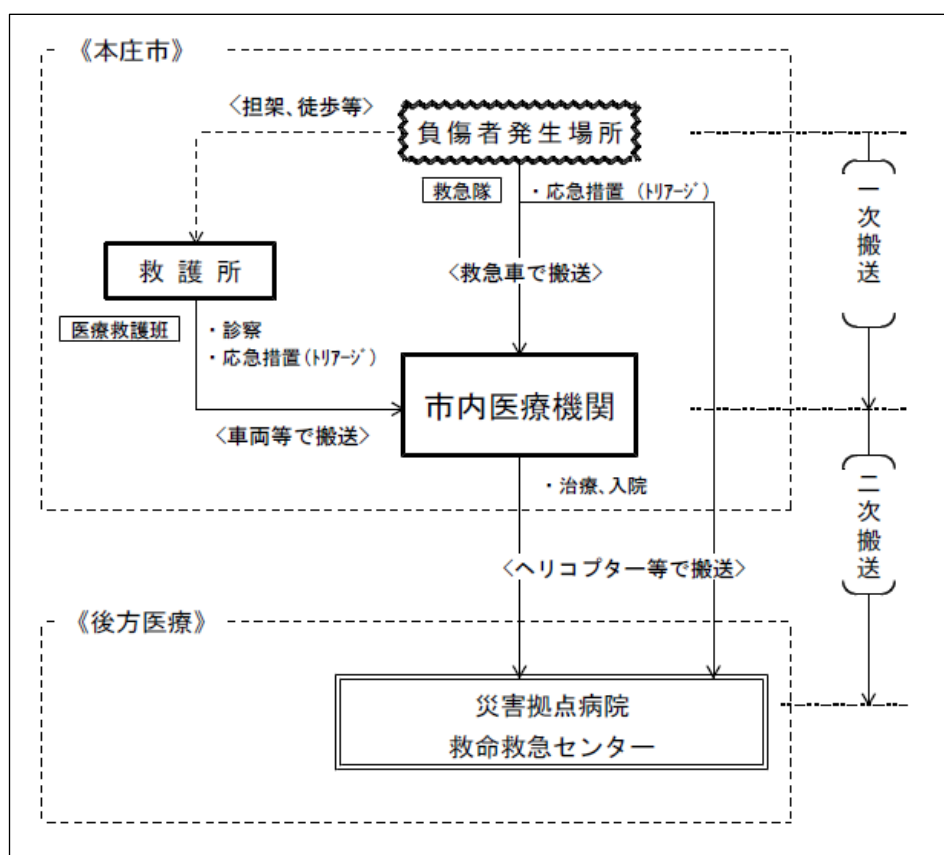 《本庄市》
<担架、徒歩等>
負傷者発生場所
救急隊
・応急措置（ﾄﾘｱｰｼﾞ）
一次搬送
救護所
<救急車で搬送>
医療救護班
・診察
・応急措置（ﾄﾘｱｰｼﾞ）
市内医療機関
<車両等で搬送>
・治療、入院
二次搬送
<ヘリコプター等で搬送>
《後方医療》
災害拠点病院
救命救急センター